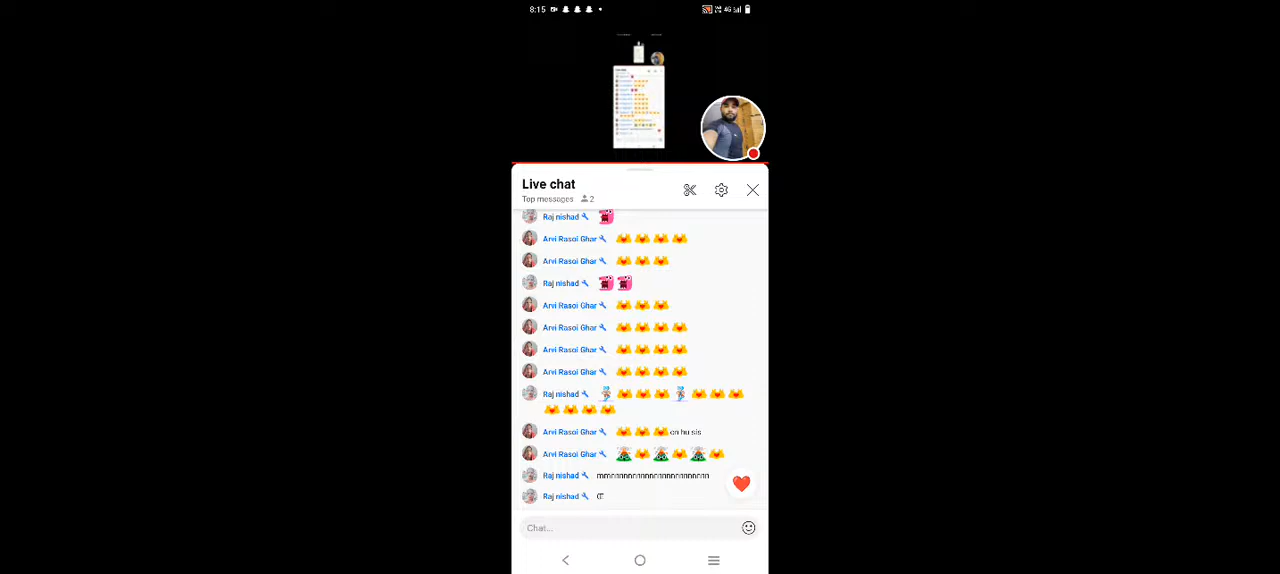 8:15
4G
Live chat
Top messages 2
Raj nishad
Arvi Rasoi Ghar
Arvi Rasoi Ghar
Raj nishad
Arvi Rasoi Ghar
Arvi Rasoi Ghar
Arvi Rasoi Ghar
Arvi Rasoi Ghar
Raj nishad
Arvi Rasoi Ghar on hu sis
Arvi Rasoi Ghar
Raj nishad
Raj nishad
Chat...